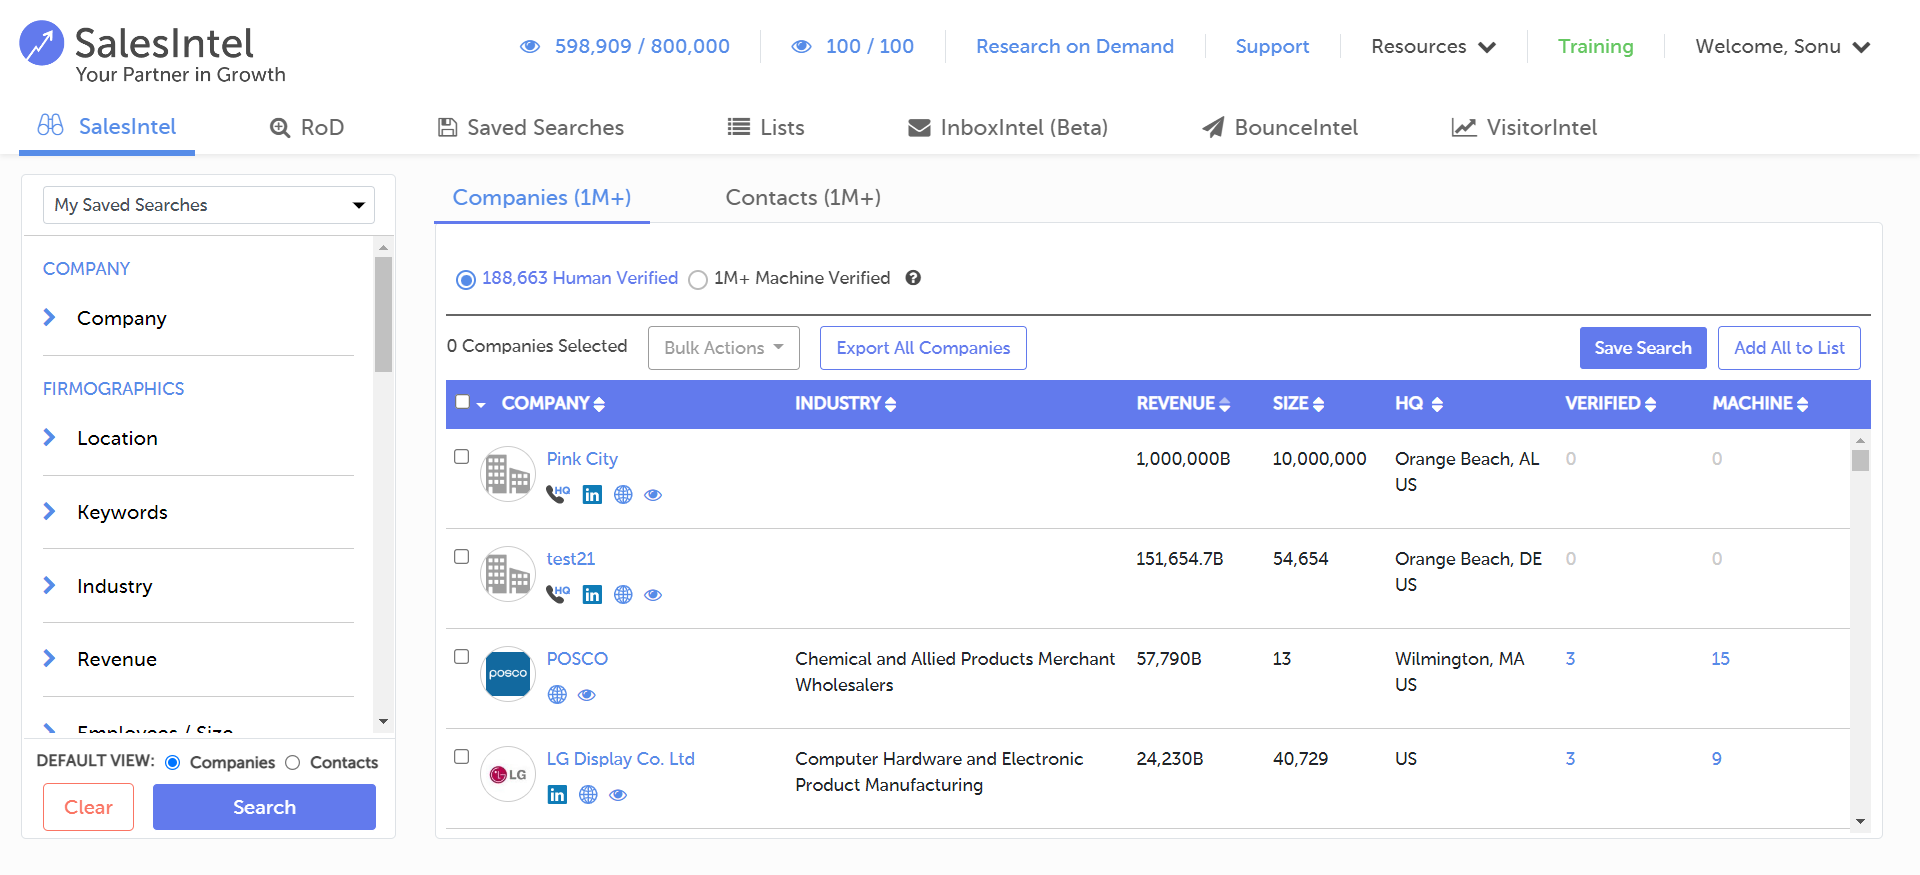 SalesIntel
Your Partner in Growth
598,909 / 800,000
100 / 100
Research on Demand
Support
Resources
Training
Welcome, Sonu
SalesIntel
RoD
Saved Searches
Lists
InboxIntel (Beta)
BounceIntel
VisitorIntel
My Saved Searches
COMPANY
Company
FIRMOGRAPHICS
Location
Keywords
Industry
Revenue
Employees / Size
DEFAULT VIEW: Companies Contacts
Clear
Search
Companies (1M+)
Contacts (1M+)
188,663 Human Verified
1M+ Machine Verified ?
0 Companies Selected
Bulk Actions
Export All Companies
Save Search
Add All to List
COMPANY INDUSTRY REVENUE SIZE HQ VERIFIED MACHINE
Pink City 1,000,000B 10,000,000 Orange Beach, AL 0 0
US
HQ in
test21 151,654.7B 54,654 Orange Beach, DE 0 0
US
HQ in
posco
POSCO Chemical and Allied Products Merchant 57,790B 13 Wilmington, MA 3 15
Wholesalers US
LG
LG Display Co. Ltd Computer Hardware and Electronic 24,230B 40,729 US 3 9
Product Manufacturing
in